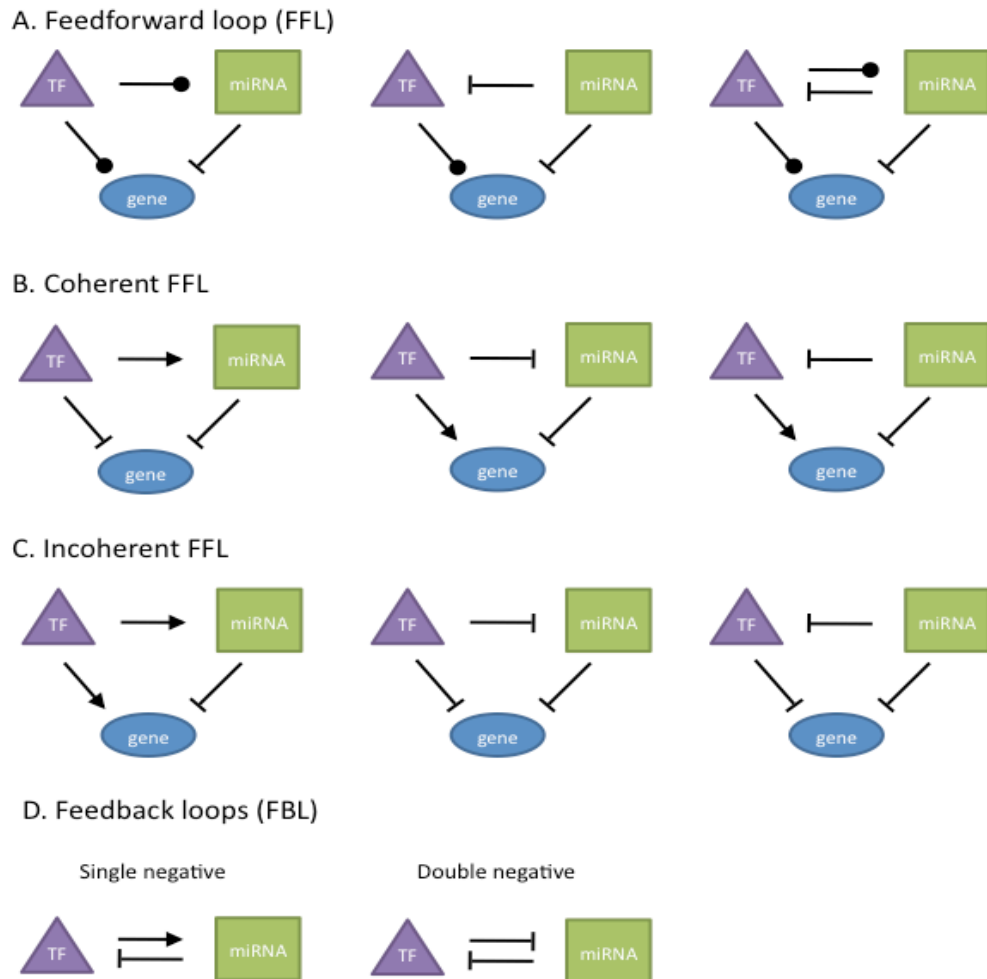 A. Feedforward loop (FFL)
TF miRNA TF miRNA TF miRNA
gene gene gene
B. Coherent FFL
TF miRNA TF miRNA TF miRNA
gene gene gene
C. Incoherent FFL
TF miRNA TF miRNA TF miRNA
gene gene gene
D. Feedback loops (FBL)
Single negative Double negative
TF miRNA TF miRNA